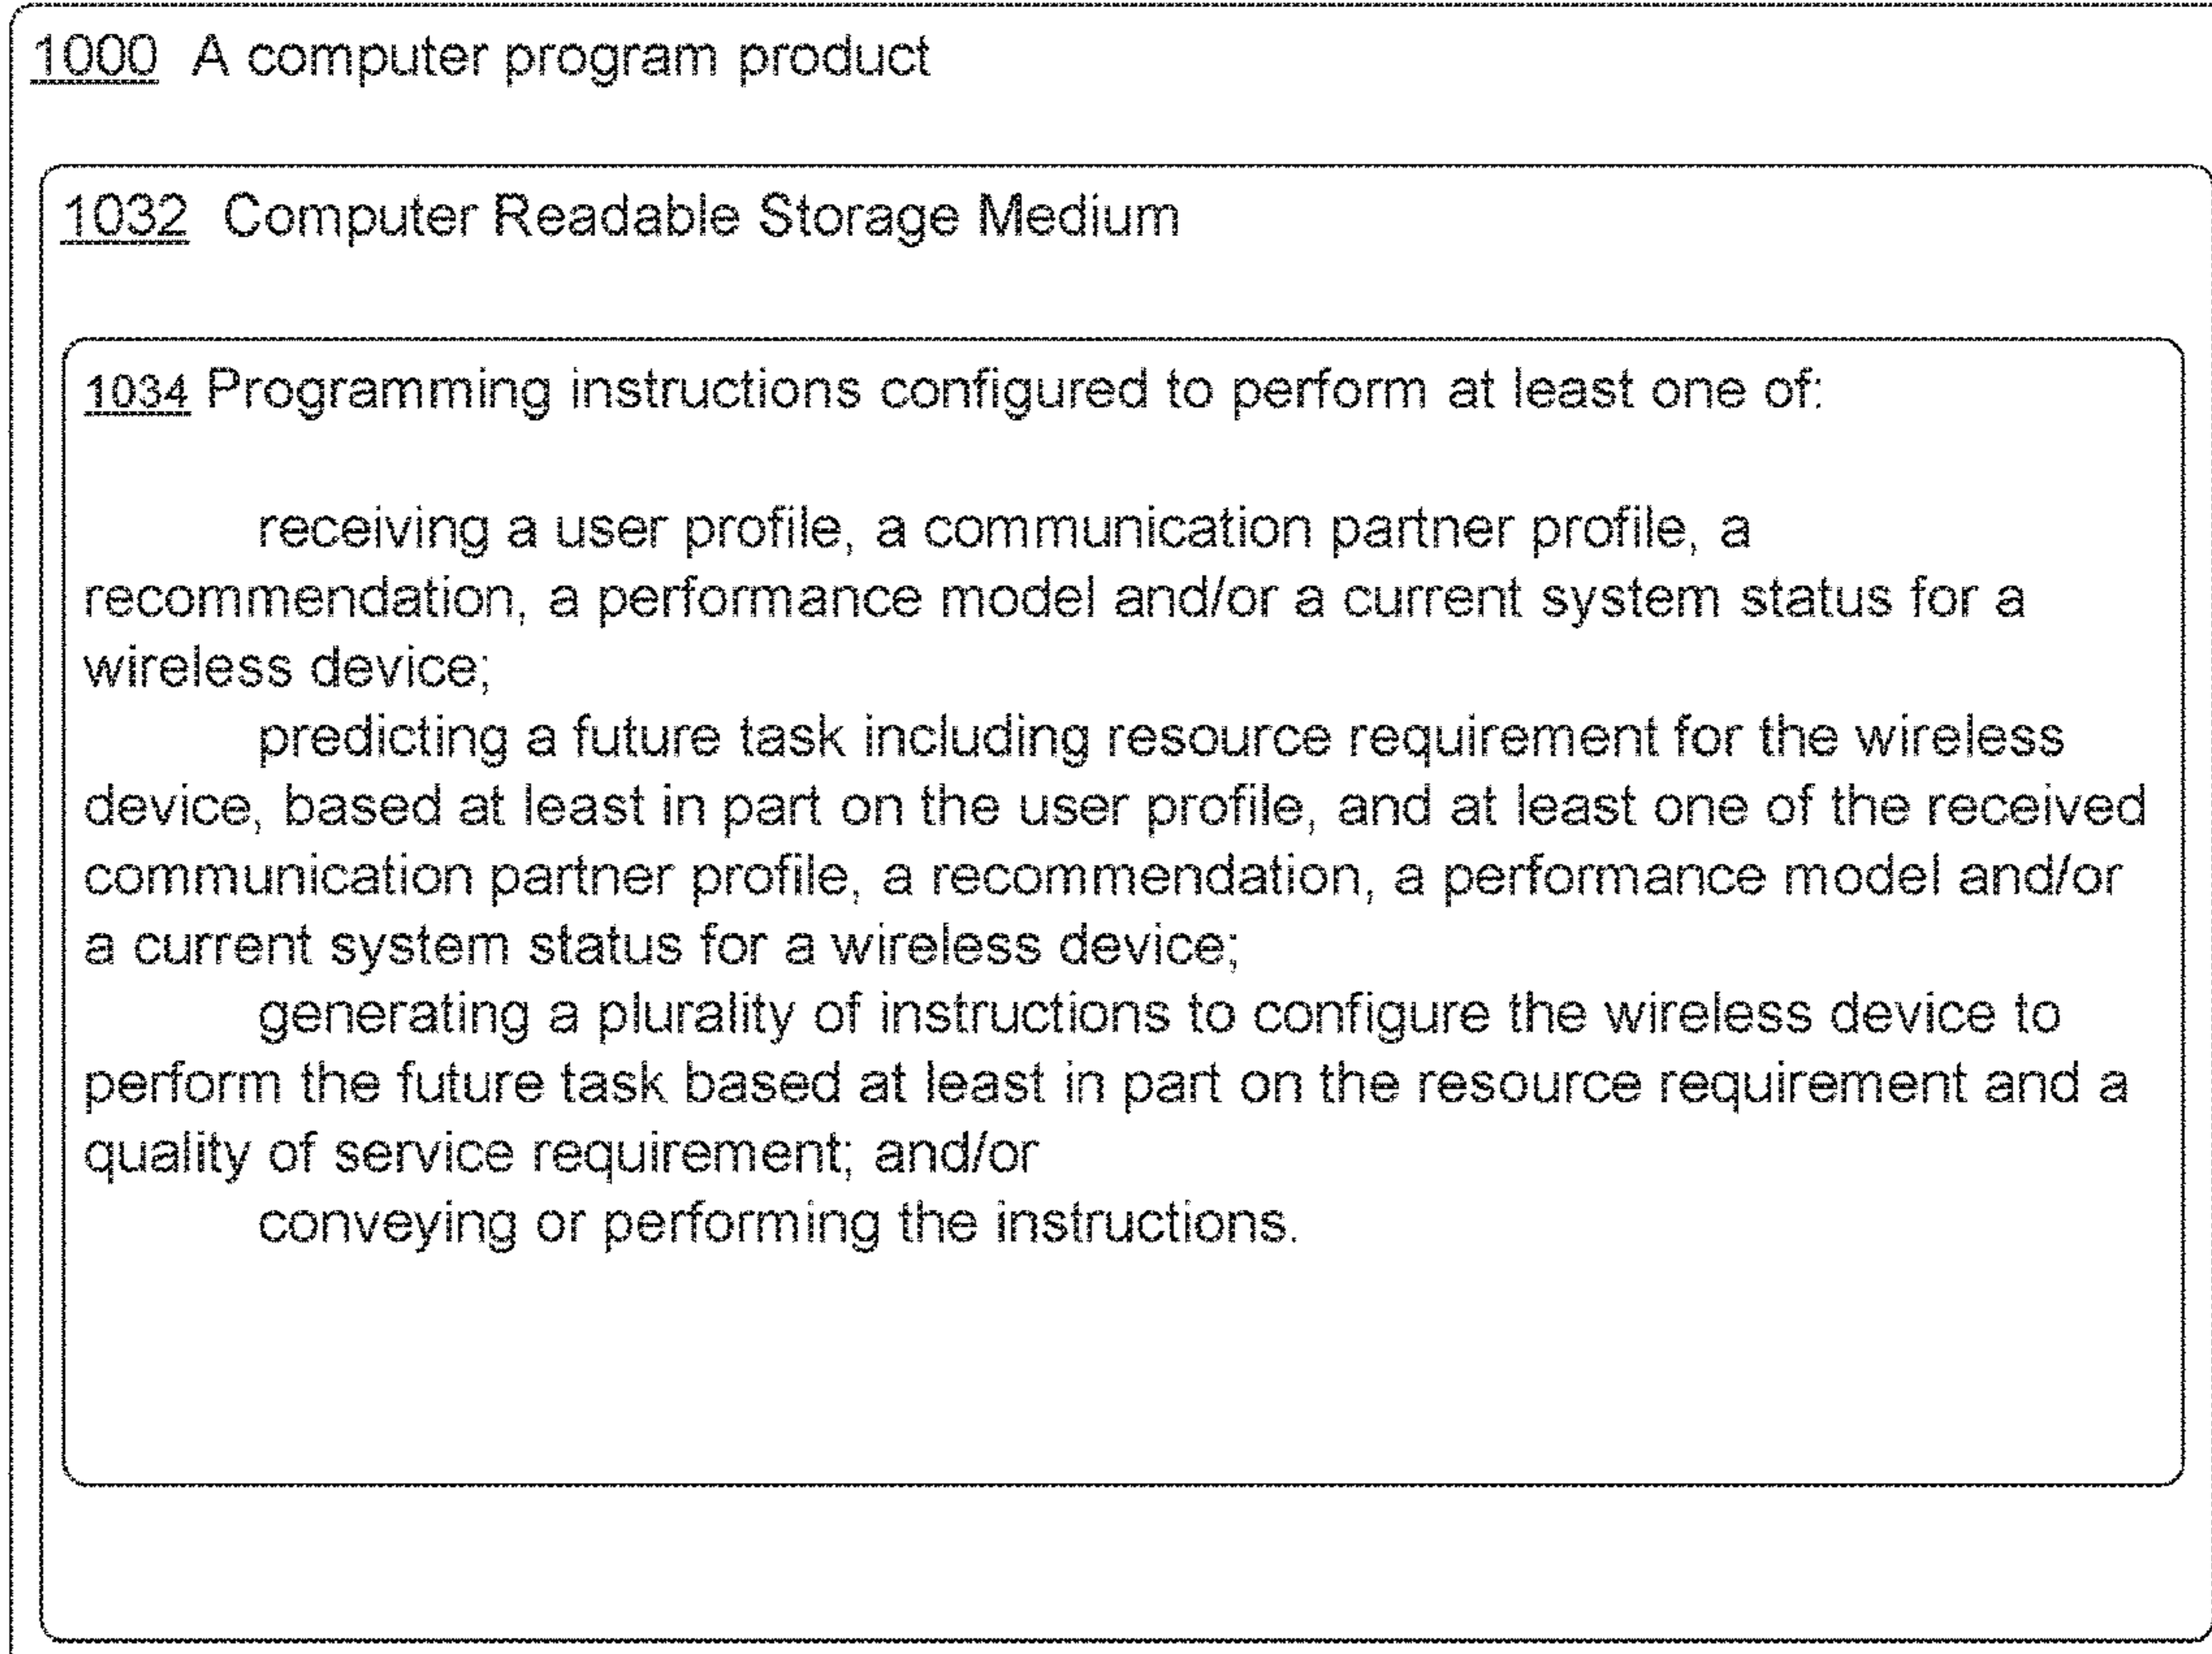 1000 A computer program product
1032 Computer Readable Storage Medium
1034 Programming instructions configured to perform at least one of:
receiving a user profile, a communication partner profile, a
recommendation, a performance model and/or a current system status for a
wireless device;
predicting a future task including resource requirement for the wireless
device, based at least in part on the user profile, and at least one of the received
communication partner profile, a recommendation, a performance model and/or
a current system status for a wireless device;
generating a plurality of instructions to configure the wireless device to
perform the future task based at least in part on the resource requirement and a
quality of service requirement; and/or
conveying or performing the instructions.